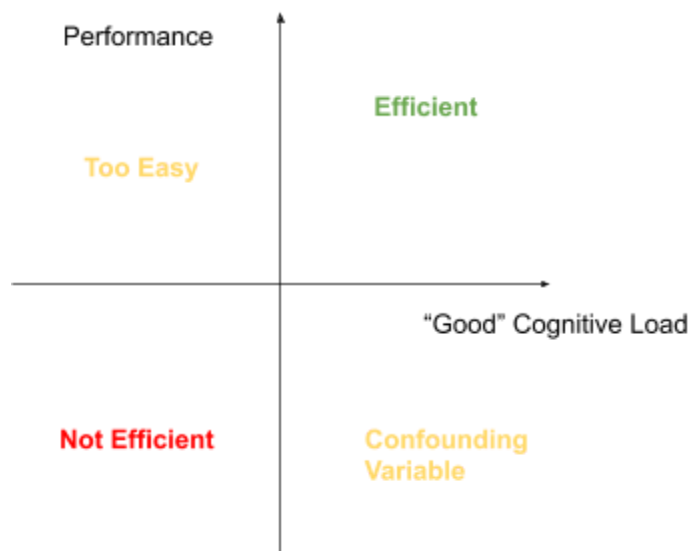 Performance
Efficient
Too Easy
“Good” Cognitive Load
Not Efficient
Confounding
Variable